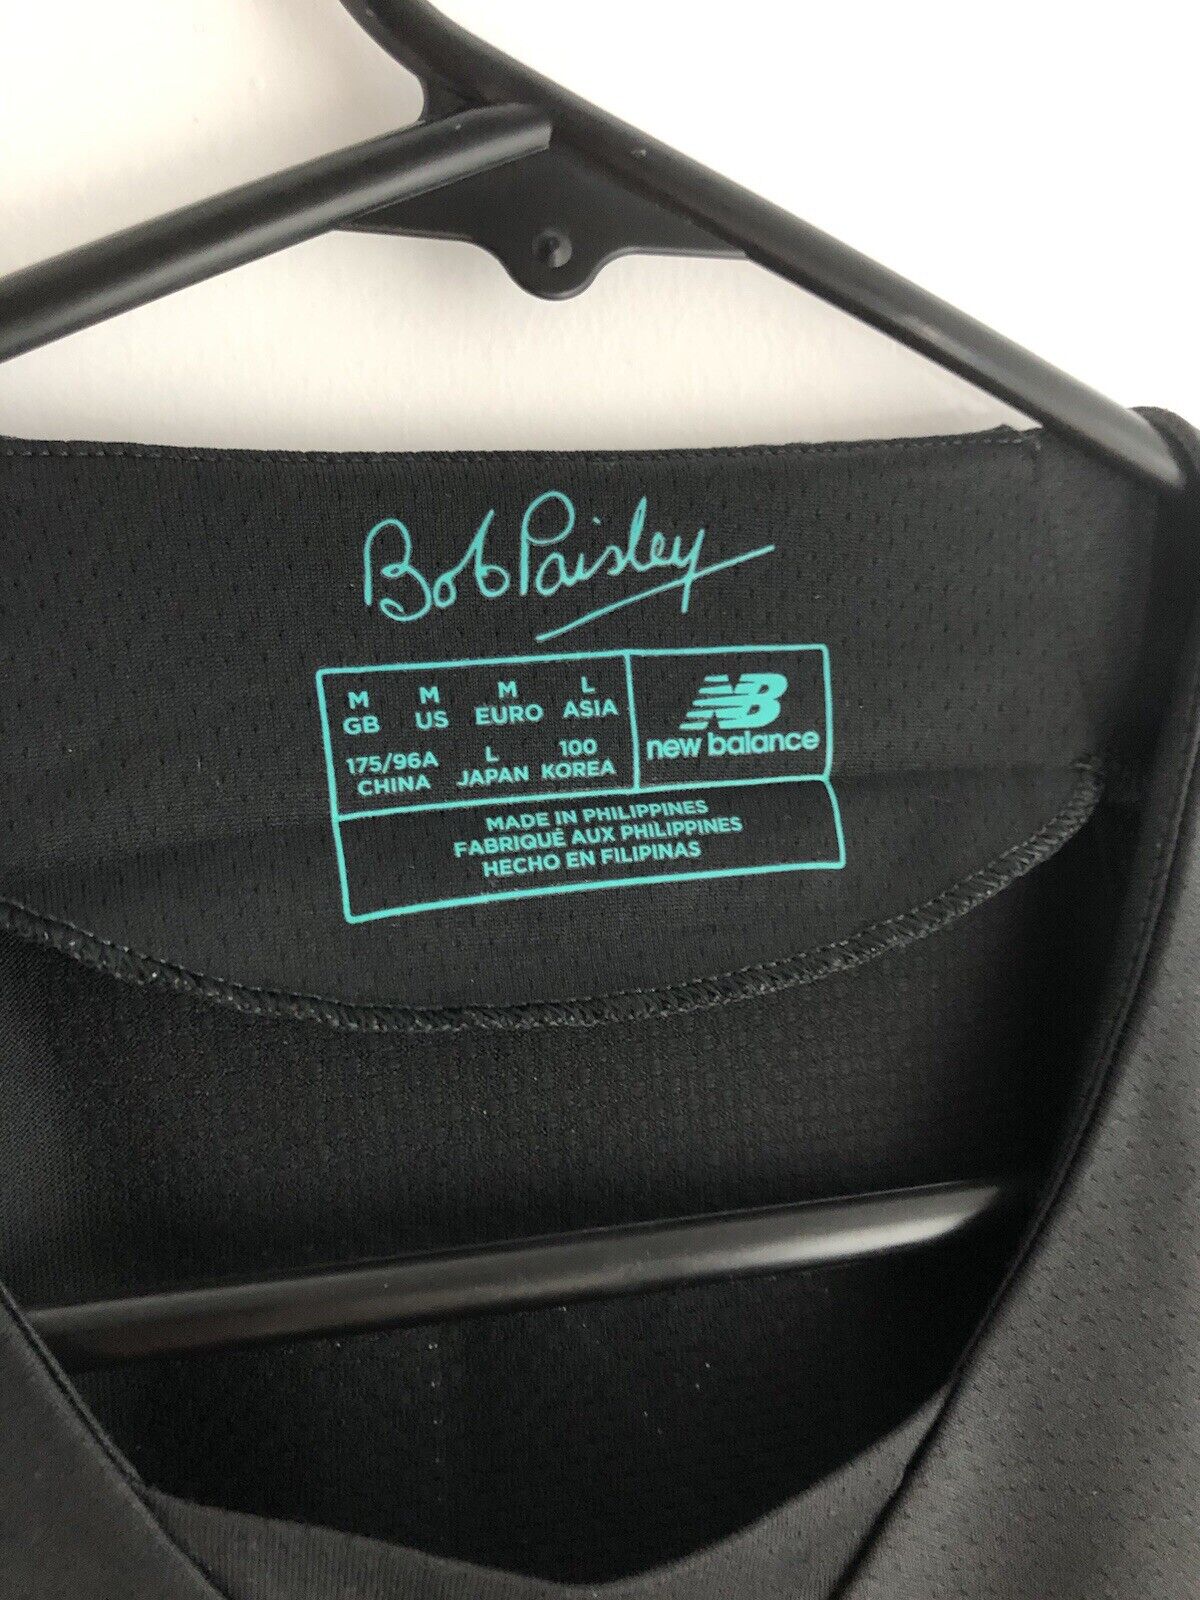 Bob Paisley
M M M L
GB US EURO ASIA
175/96A L 100
CHINA JAPAN KOREA
NB
new balance
MADE IN PHILIPPINES
FABRIQUÉ AUX PHILIPPINES
HECHO EN FILIPINAS